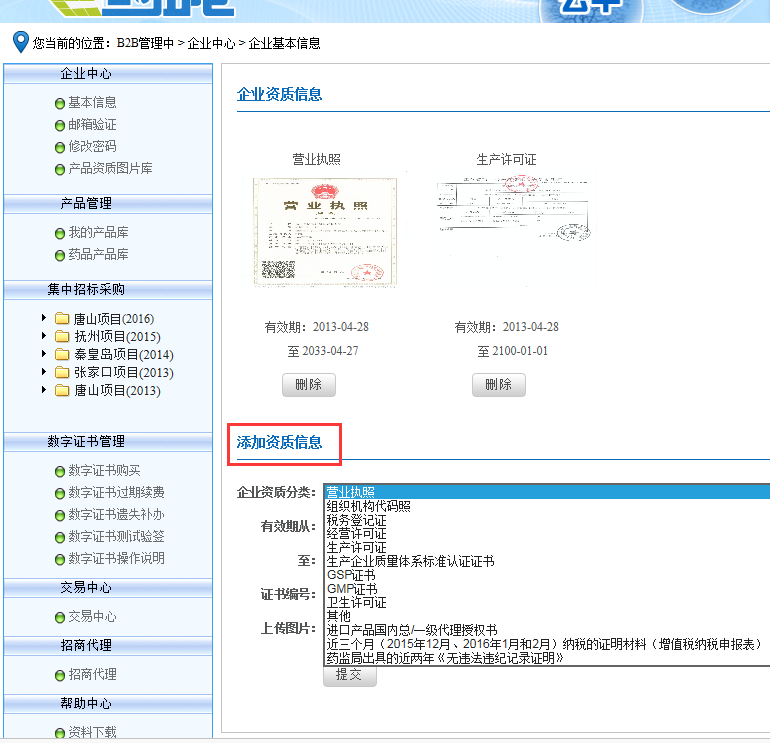 您当前的位置：B2B管理中 > 企业中心 > 企业基本信息
企业中心
基本信息
邮箱验证
修改密码
产品资质图片库
产品管理
我的产品库
药品产品库
集中招标采购
唐山项目(2016)
抚州项目(2015)
秦皇岛项目(2014)
张家口项目(2013)
唐山项目(2013)
数字证书管理
数字证书购买
数字证书过期续费
数字证书遗失补办
数字证书测试验签
数字证书操作说明
交易中心
交易中心
招商代理
招商代理
帮助中心
资料下载
企业资质信息
营业执照 生产许可证
营业执照
有效期：2013-04-28 有效期：2013-04-28
至 2033-04-27 至 2100-01-01
删除 删除
添加资质信息
企业资质分类：
营业执照
组织机构代码照
税务登记证
有效期从：
经营许可证
生产许可证
至：
生产企业质量体系标准认证证书
GSP证书
GMP证书
证书编号：
卫生许可证
其他
上传图片：
进口产品国内总/一级代理授权书
近三个月（2015年12月、2016年1月和2月）纳税的证明材料（增值税纳税申报表）
药监局出具的近两年《无违法违纪记录证明》
提交